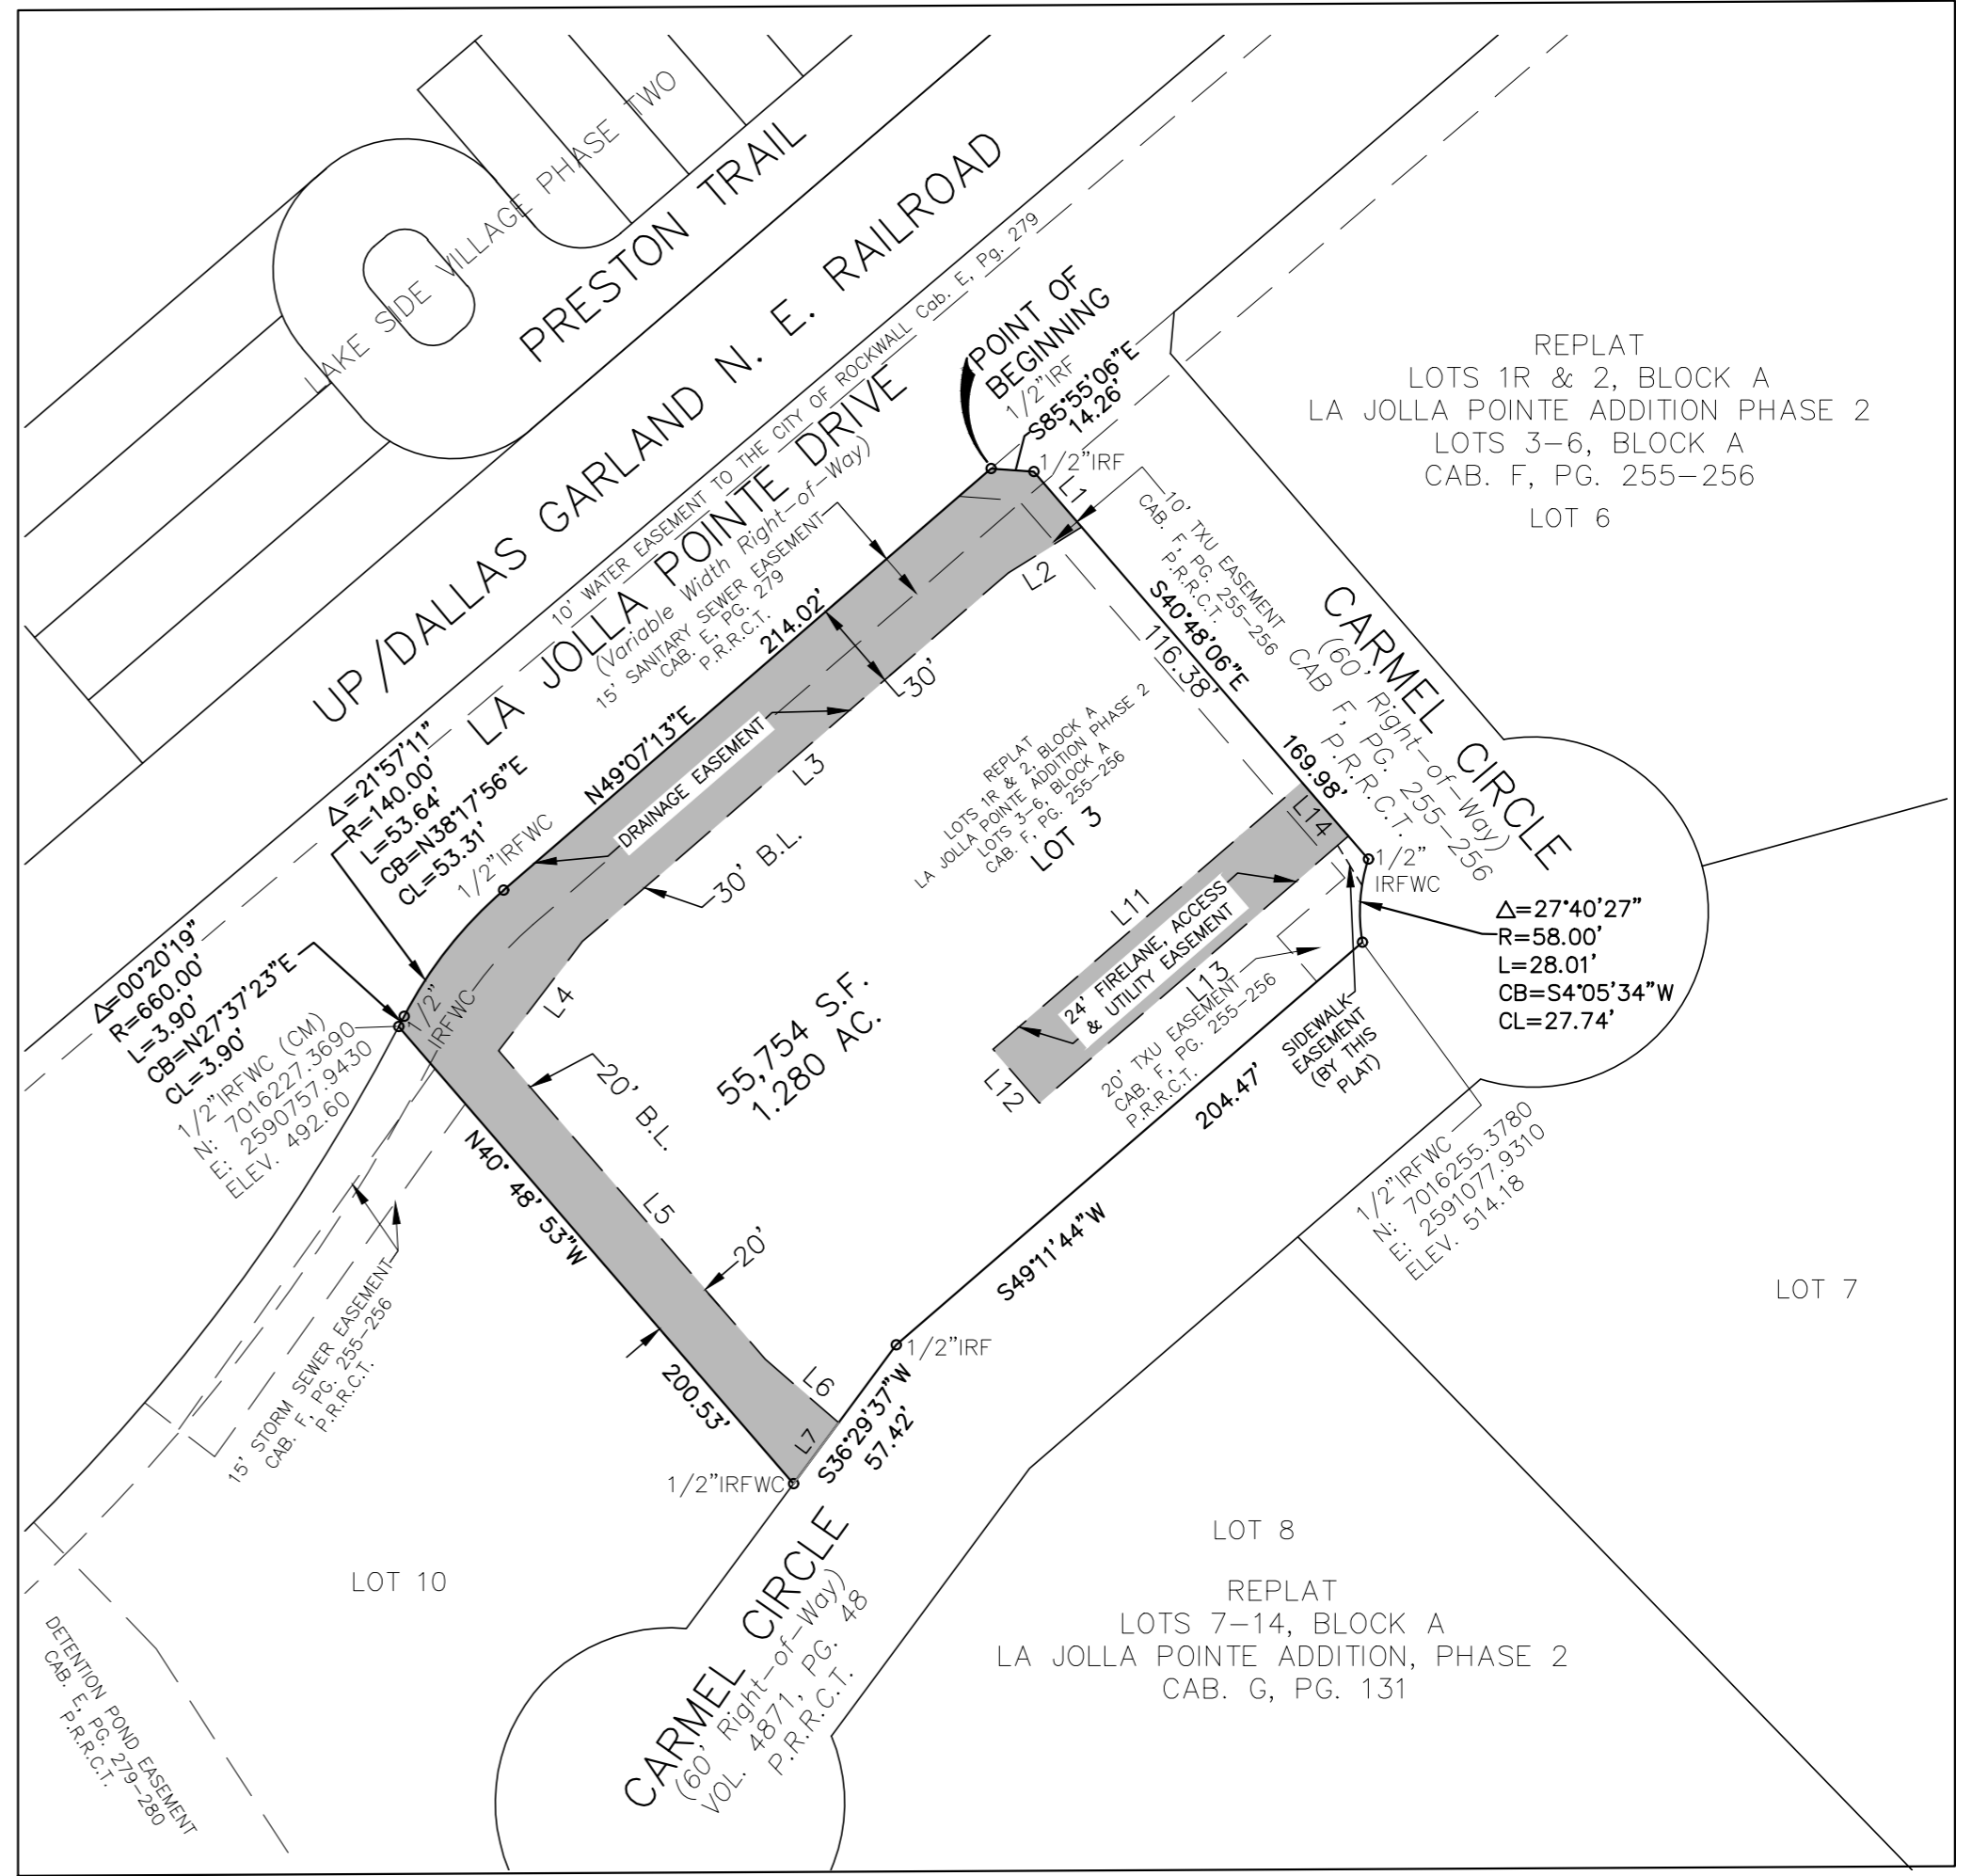 LAKE SIDE VILLAGE PHASE TWO
PRESTON TRAIL
UP/DALLAS GARLAND N. E. RAILROAD
10' WATER EASEMENT TO THE CITY OF ROCKWALL Cab. E, Pg. 279
LA JOLLA POINTE DRIVE
(Variable Width Right-of-Way)
15' SANITARY SEWER EASEMENT
CAB. E, PG. 279
P.R.R.C.T.
POINT OF
BEGINNING
1/2"IRF
S85°55'06"E
14.26'
1/2"IRF
REPLAT
LOTS 1R & 2, BLOCK A
LA JOLLA POINTE ADDITION PHASE 2
LOTS 3-6, BLOCK A
CAB. F, PG. 255-256
LOT 6
L1
L2
10' TXU EASEMENT
CAB. F, PG. 255-256
P.R.R.C.T.
S40°48'06"E
116.38'
169.98'
CARMEL CIRCLE
(60' Right-of-Way)
CAB F, PG. 255-256
P.R.R.C.T.
214.02'
N49°07'13"E
30'
DRAINAGE EASEMENT
L3
30' B.L.
Δ=21°57'11"
R=140.00'
L=53.64'
CB=N38°17'56"E
CL=53.31'
1/2"IRFWC
REPLAT
LOTS 1R & 2, BLOCK A
LA JOLLA POINTE ADDITION PHASE 2
LOTS 3-6, BLOCK A
CAB. F, PG. 255-256
LOT 3
L14
1/2"
IRFWC
Δ=27°40'27"
R=58.00'
L=28.01'
CB=S4°05'34"W
CL=27.74'
L11
24' FIRELANE, ACCESS
& UTILITY EASEMENT
L13
L12
20' TXU EASEMENT
CAB. F, PG. 255-256
P.R.R.C.T.
SIDEWALK
EASEMENT
(BY THIS
PLAT)
204.47'
S49°11'44"W
Δ=00°20'19"
R=660.00'
L=3.90'
CB=N27°37'23"E
CL=3.90'
1/2"IRFWC (CM)
N: 7016227.3690
E: 2590757.9430
ELEV. 492.60
1/2"
IRFWC
L4
55,754 S.F.
1.280 AC.
20' B.L.
L5
20'
N40° 48' 53"W
200.53'
1/2"IRFWC
N: 7016255.3780
E: 2591077.9310
ELEV. 514.18
LOT 7
15' STORM SEWER EASEMENT
CAB. F, PG. 255-256
P.R.R.C.T.
1/2"IRF
L6
L7
S36°29'37"W
57.42'
1/2"IRFWC
LOT 10
LOT 8
REPLAT
LOTS 7-14, BLOCK A
LA JOLLA POINTE ADDITION, PHASE 2
CAB. G, PG. 131
CARMEL CIRCLE
(60' Right-of-Way)
VOL. 4871, PG. 48
P.R.R.C.T.
DETENTION POND EASEMENT
CAB. E, PG. 279-280
P.R.R.C.T.